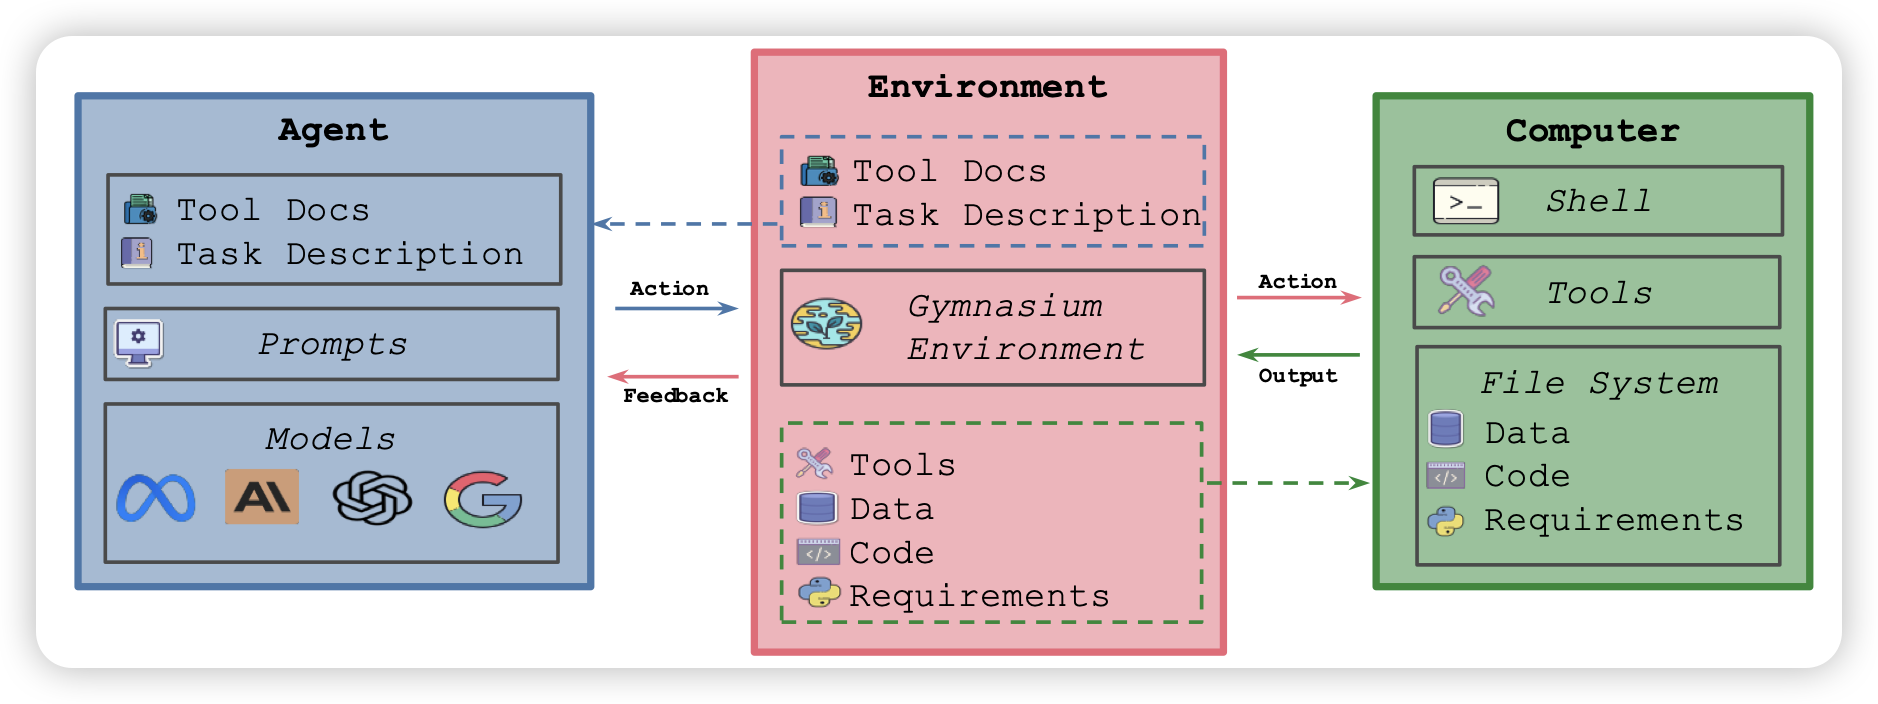 Agent
Tool Docs
Task Description
Prompts
Models
Action
Feedback
Environment
Tool Docs
Task Description
Gymnasium
Environment
Tools
Data
Code
Requirements
Action
Output
Computer
Shell
Tools
File System
Data
Code
Requirements